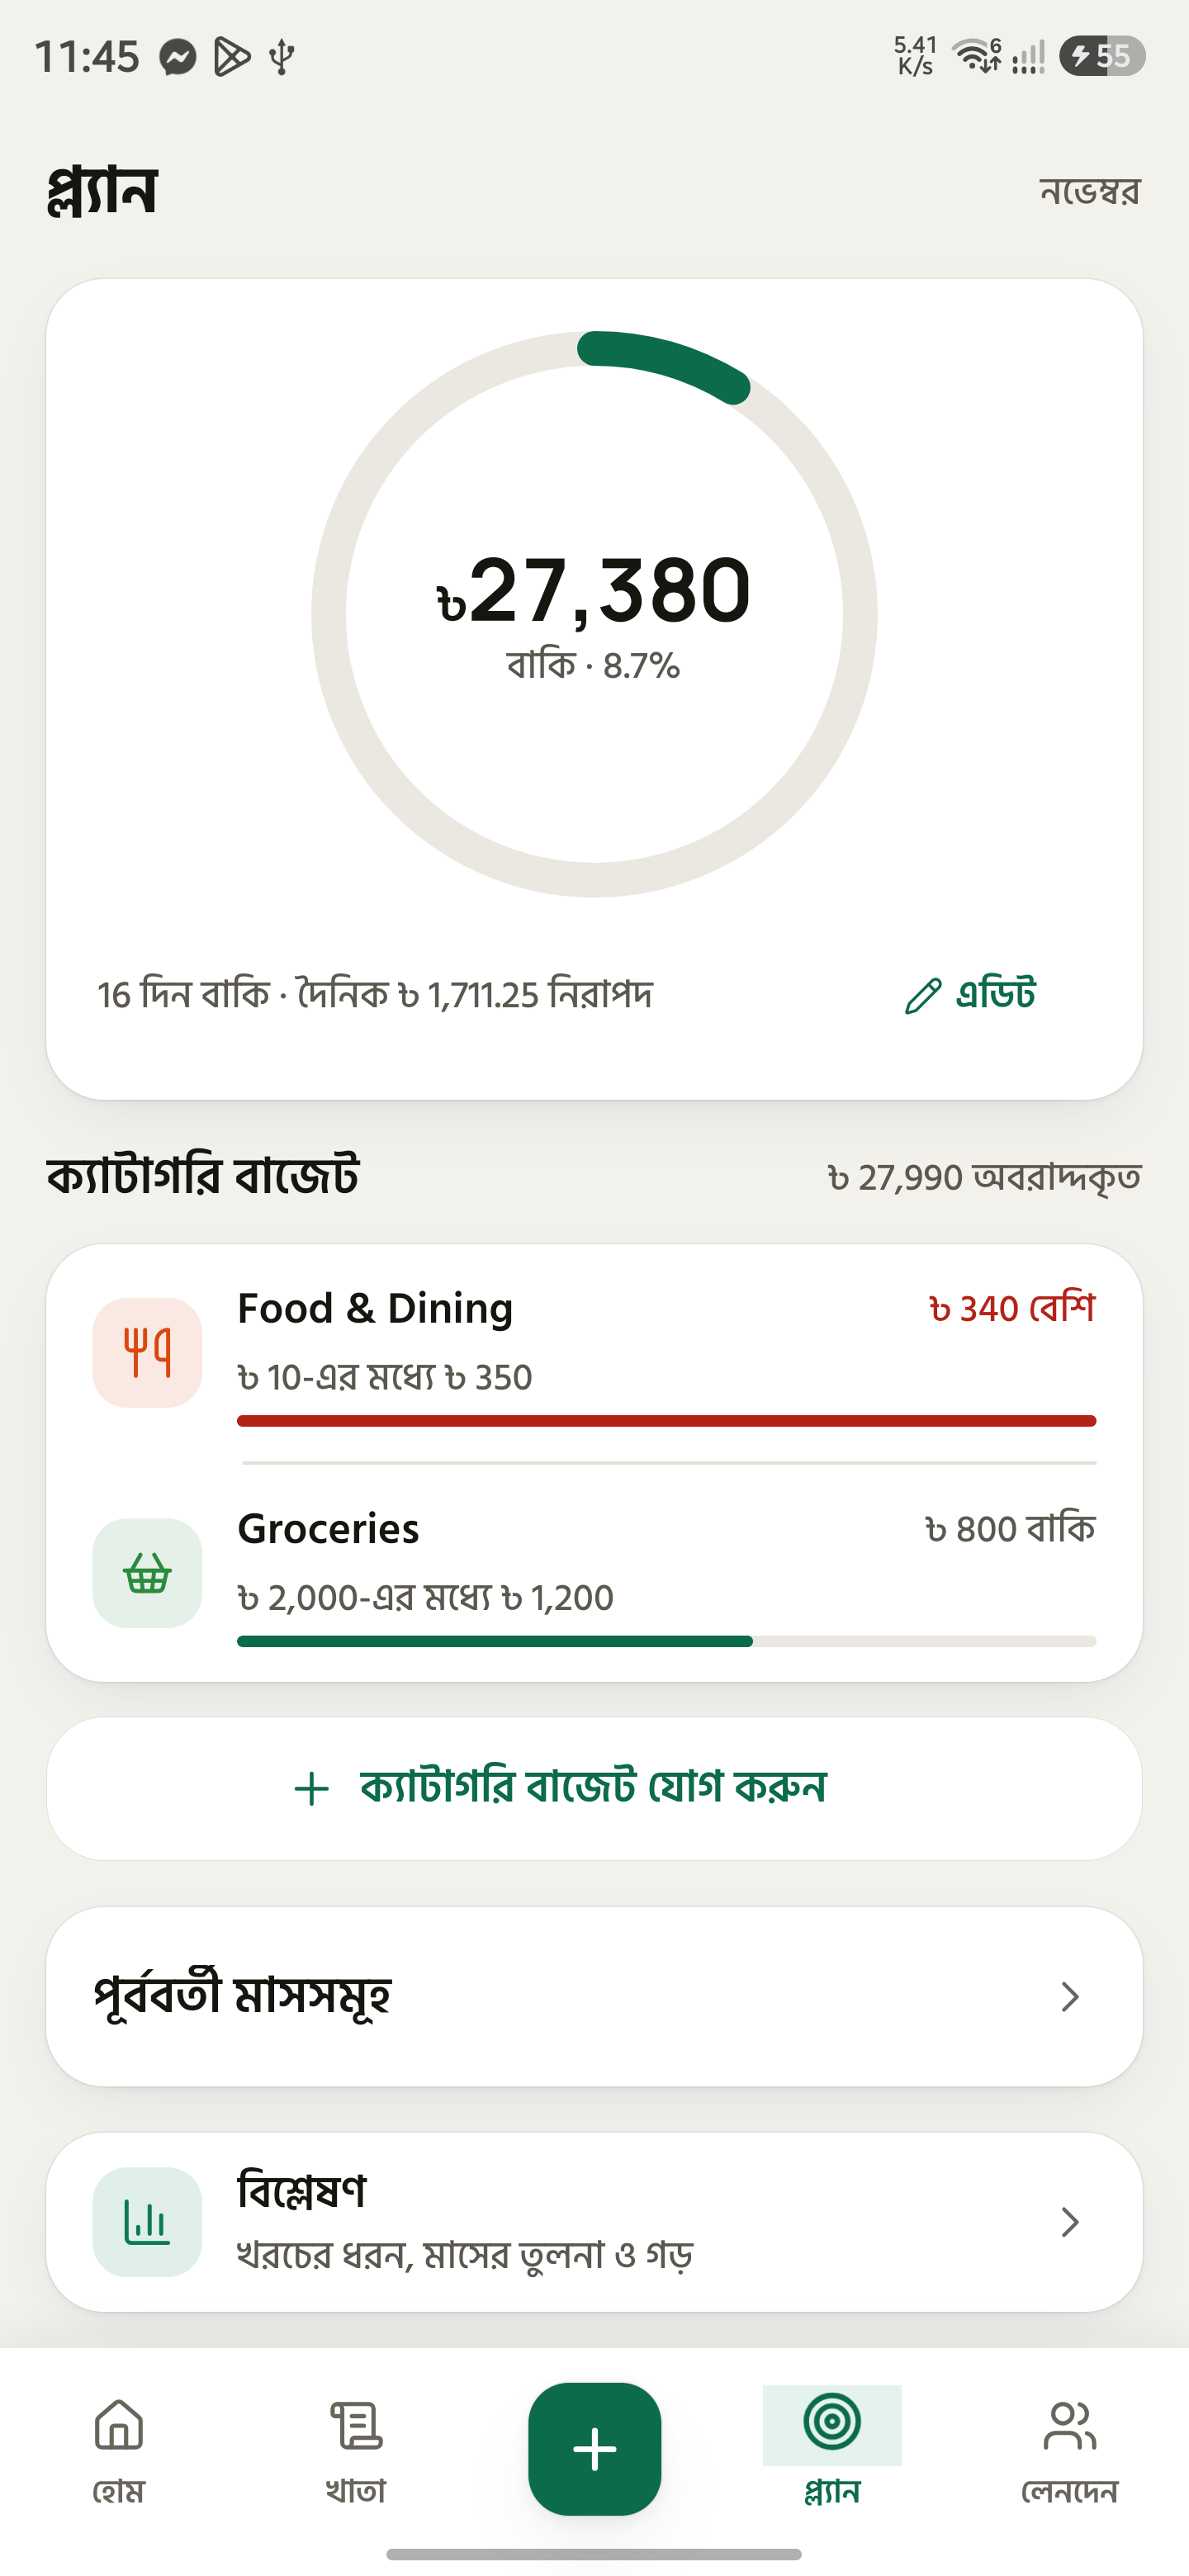 11:45
5.41 K/s
6
55
প্ল্যান
নভেম্বর
৳27,380
বাকি · 8.7%
16 দিন বাকি · দৈনিক ৳ 1,711.25 নিরাপদ
এডিট
ক্যাটাগরি বাজেট
৳ 27,990 অবরাদ্দকৃত
Food & Dining
৳ 340 বেশি
৳ 10-এর মধ্যে ৳ 350
Groceries
৳ 800 বাকি
৳ 2,000-এর মধ্যে ৳ 1,200
ক্যাটাগরি বাজেট যোগ করুন
পূর্ববর্তী মাসসমূহ
বিশ্লেষণ
খরচের ধরন, মাসের তুলনা ও গড়
হোম
খাতা
প্ল্যান
লেনদেন